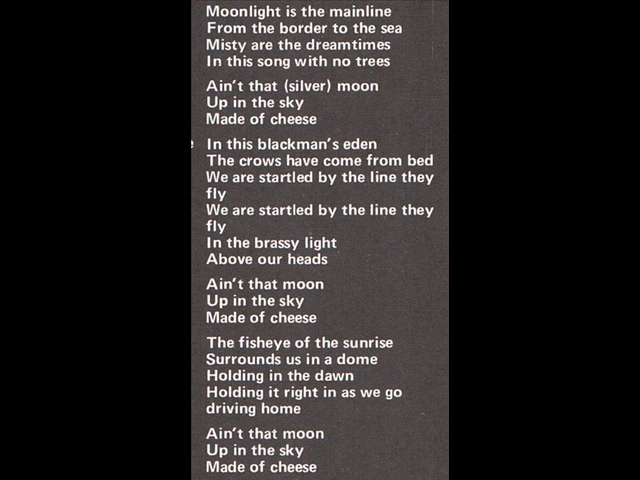 Moonlight is the mainline
From the border to the sea
Misty are the dreamtimes
In this song with no trees
Ain't that (silver) moon
Up in the sky
Made of cheese
In this blackman's eden
The crows have come from bed
We are startled by the line they
fly
We are startled by the line they
fly
In the brassy light
Above our heads
Ain't that moon
Up in the sky
Made of cheese
The fisheye of the sunrise
Surrounds us in a dome
Holding in the dawn
Holding it right in as we go
driving home
Ain't that moon
Up in the sky
Made of cheese